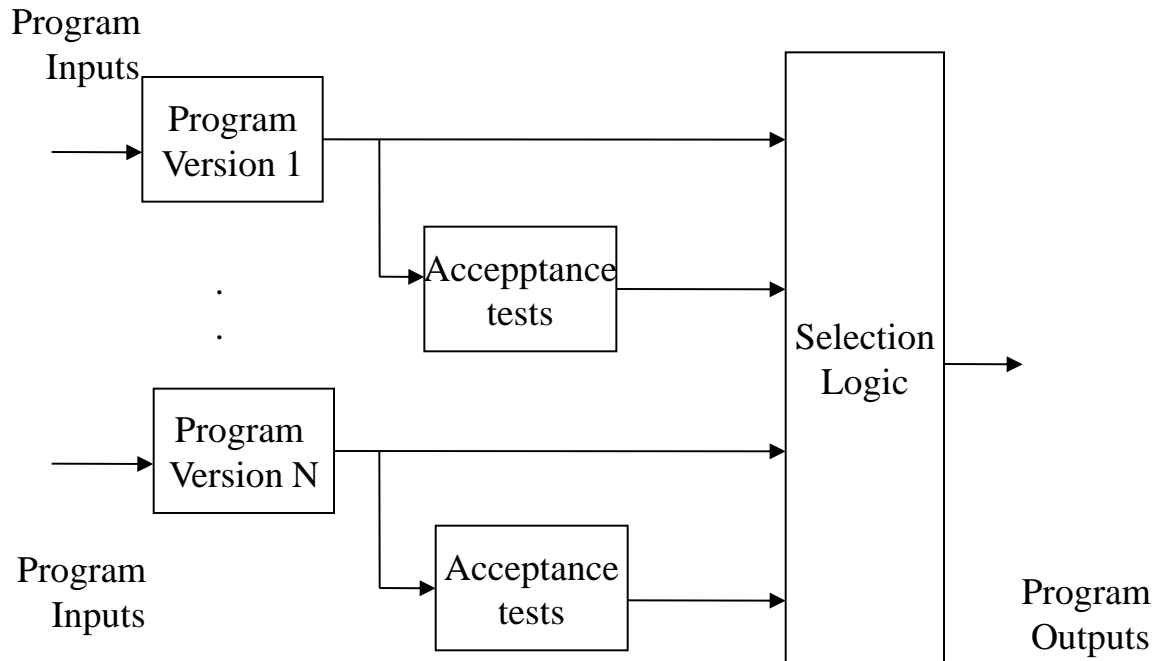 Program
Inputs
Program
Version 1
Accepptance
tests
.
.
Selection
Logic
Program
Version N
Acceptance
tests
Program
Inputs
Program
Outputs